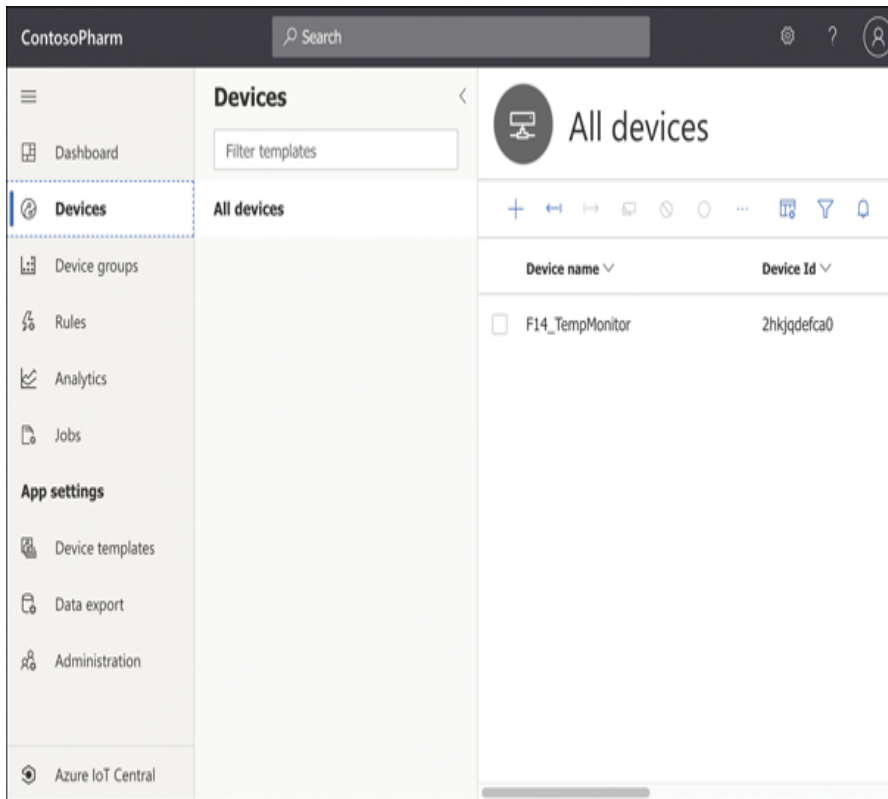 ContosoPharm
Search
?
Dashboard
Devices
Device groups
Rules
Analytics
Jobs
App settings
Device templates
Data export
Administration
Azure IoT Central
Devices
Filter templates
All devices
All devices
Device name
Device Id
F14_TempMonitor
2hkjqdefca0